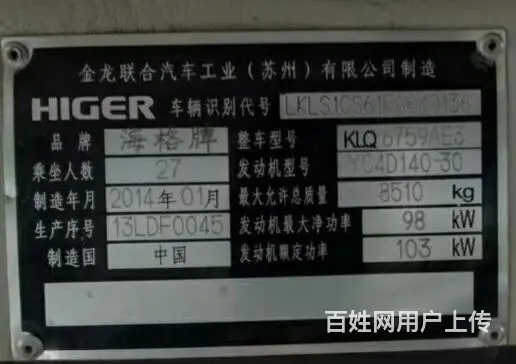 金龙联合汽车工业(苏州)有限公司制造
HIGER 车辆识别代号
品牌 海格牌 整车型号 KLQ6759AE3
乘坐人数 27 发动机型号 YC4D140-30
制造年月 2014年01月 最大允许总质量 8510 kg
生产序号 13LDF0045 发动机最大净功率 98 kW
制造国 中国 发动机额定功率 103 kW
百姓网用户上传